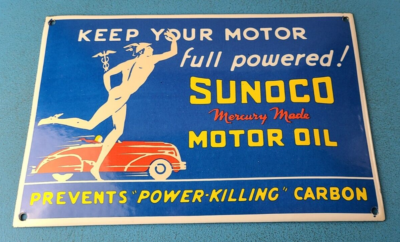 KEEP YOUR MOTOR
full powered!
SUNOCO
Mercury Made
MOTOR OIL
PREVENTS "POWER-KILLING" CARBON